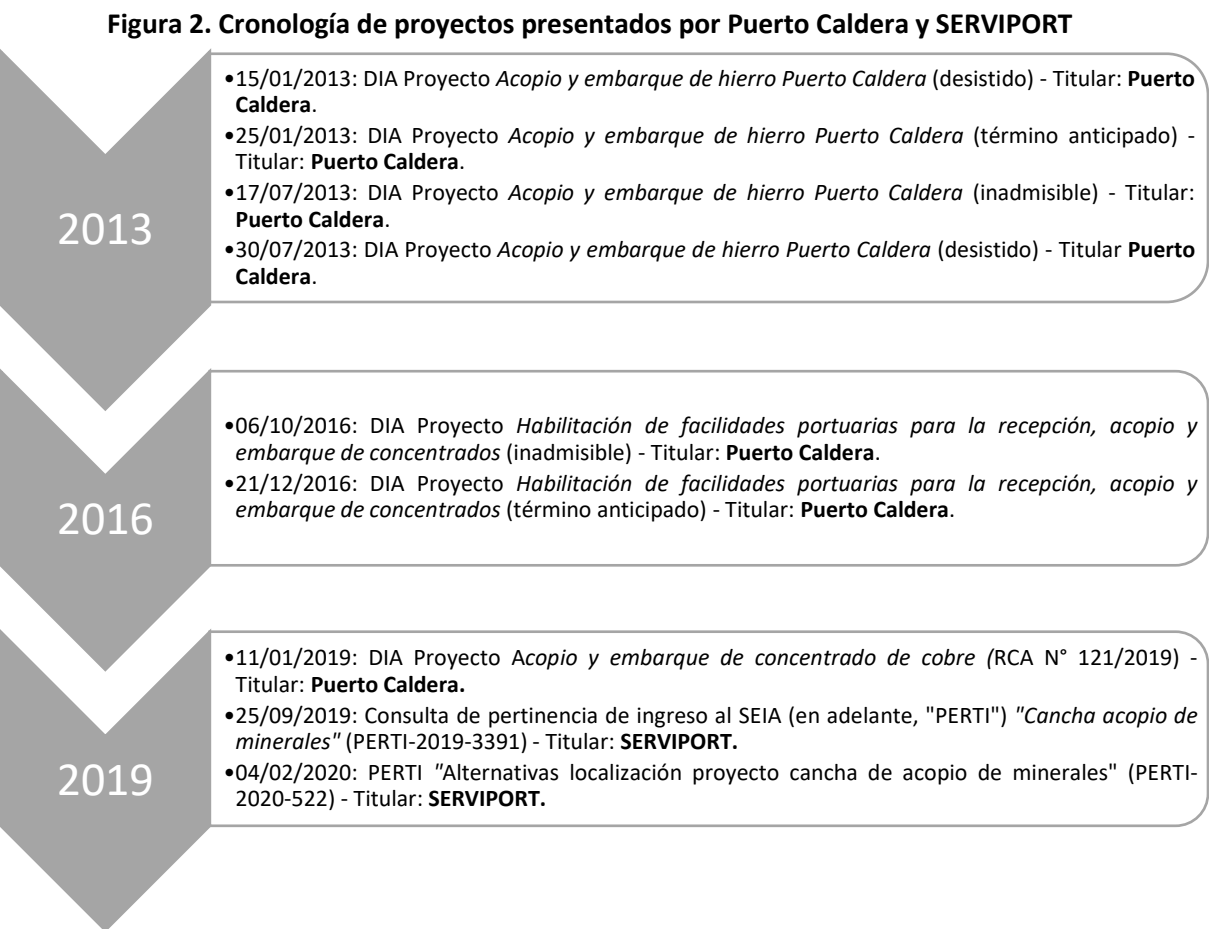 Figura 2. Cronología de proyectos presentados por Puerto Caldera y SERVIPORT
2013
•15/01/2013: DIA Proyecto Acopio y embarque de hierro Puerto Caldera (desistido) - Titular: Puerto
Caldera.
•25/01/2013: DIA Proyecto Acopio y embarque de hierro Puerto Caldera (término anticipado) -
Titular: Puerto Caldera.
•17/07/2013: DIA Proyecto Acopio y embarque de hierro Puerto Caldera (inadmisible) - Titular:
Puerto Caldera.
•30/07/2013: DIA Proyecto Acopio y embarque de hierro Puerto Caldera (desistido) - Titular Puerto
Caldera.
2016
•06/10/2016: DIA Proyecto Habilitación de facilidades portuarias para la recepción, acopio y
embarque de concentrados (inadmisible) - Titular: Puerto Caldera.
•21/12/2016: DIA Proyecto Habilitación de facilidades portuarias para la recepción, acopio y
embarque de concentrados (término anticipado) - Titular: Puerto Caldera.
2019
•11/01/2019: DIA Proyecto Acopio y embarque de concentrado de cobre (RCA N° 121/2019) -
Titular: Puerto Caldera.
•25/09/2019: Consulta de pertinencia de ingreso al SEIA (en adelante, "PERTI") "Cancha acopio de
minerales" (PERTI-2019-3391) - Titular: SERVIPORT.
•04/02/2020: PERTI "Alternativas localización proyecto cancha de acopio de minerales" (PERTI-
2020-522) - Titular: SERVIPORT.